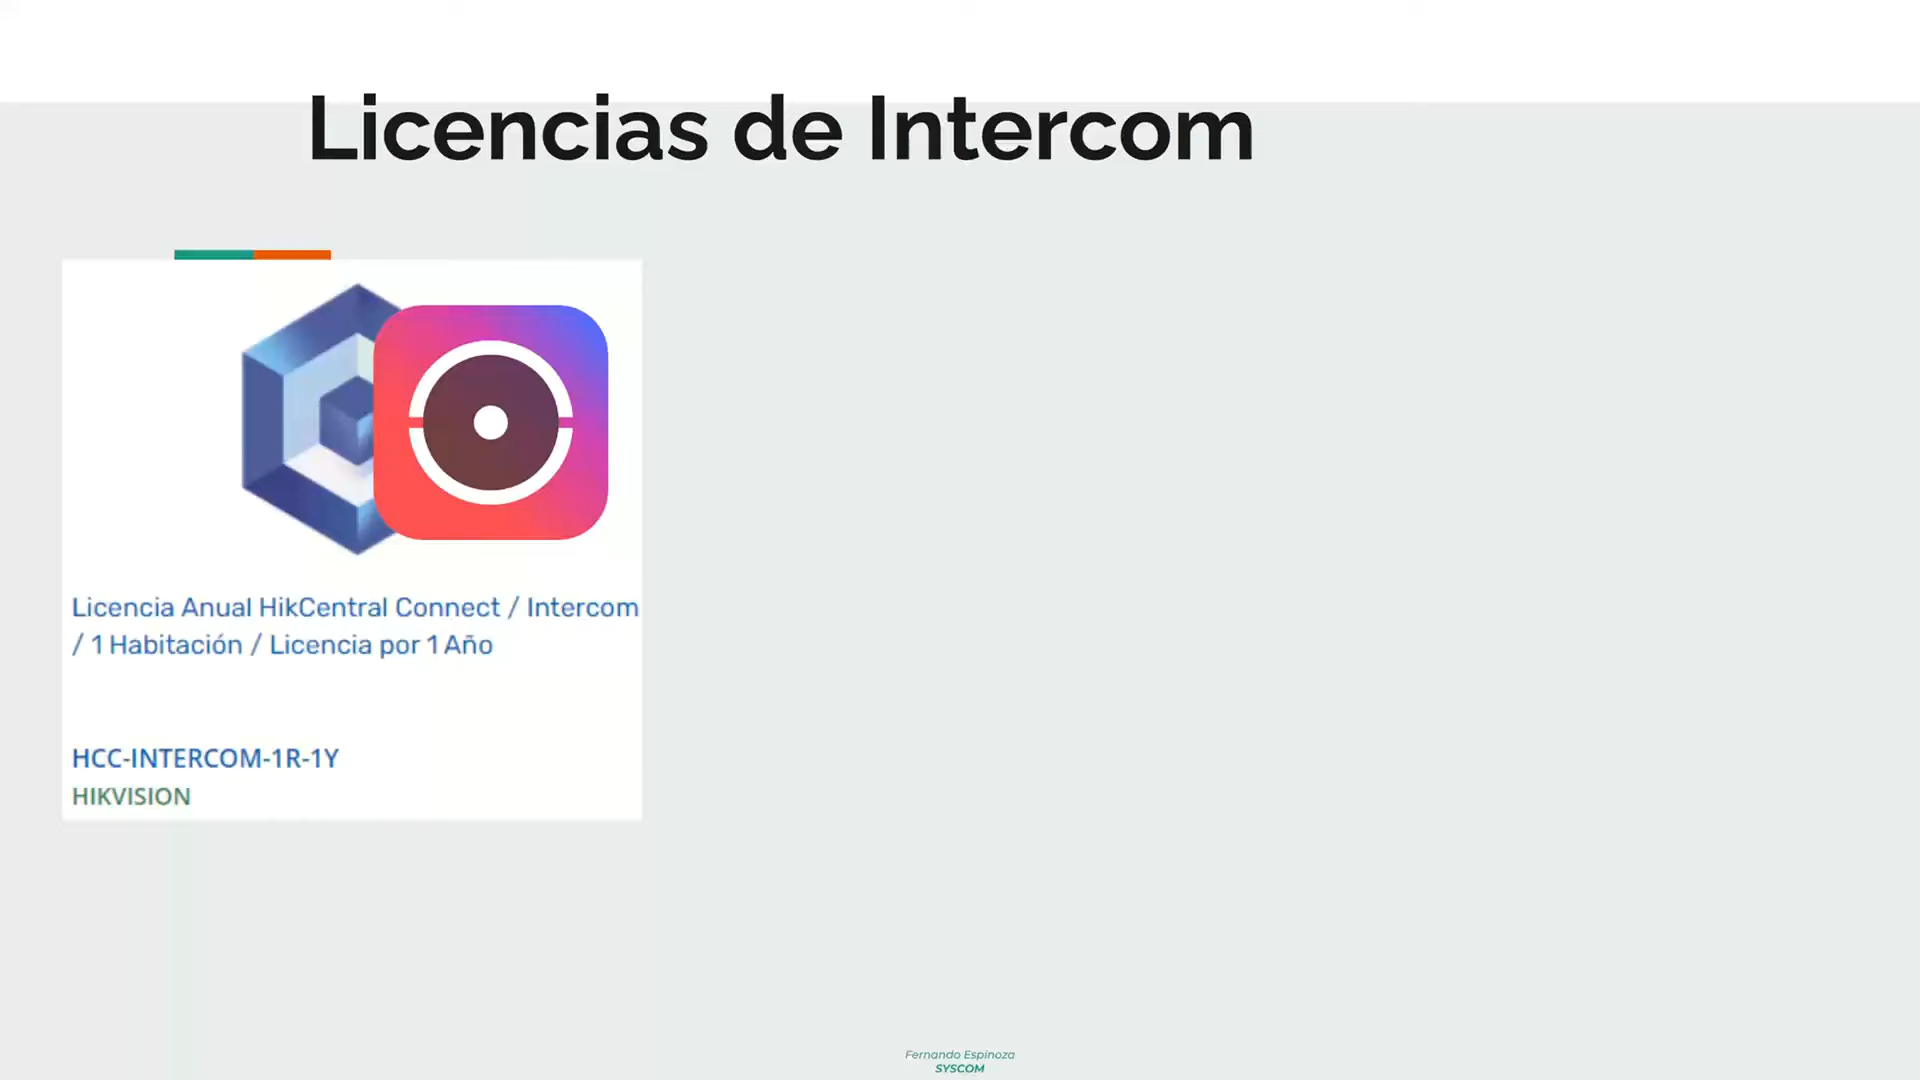 Licencias de Intercom
Licencia Anual HikCentral Connect / Intercom
/ 1 Habitación / Licencia por 1 Año
HCC-INTERCOM-1R-1Y
HIKVISION
Fernando Espinoza
SYSCOM